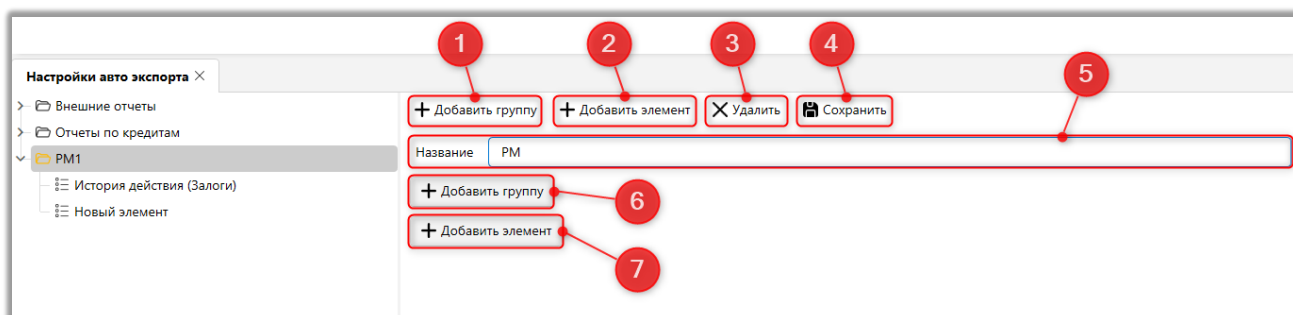 1
2
3
4
5
Настройки авто экспорта
Внешние отчеты
Отчеты по кредитам
РМ1
История действия (Залоги)
Новый элемент
Добавить группу
Добавить элемент
Удалить
Сохранить
Название
РМ
Добавить группу
6
Добавить элемент
7